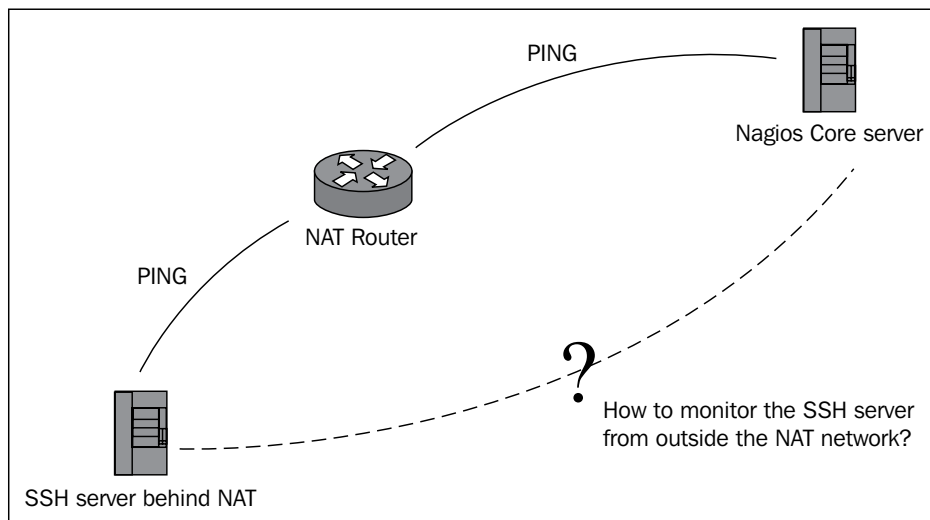 PING
Nagios Core server
NAT Router
PING
?
How to monitor the SSH server
from outside the NAT network?
SSH server behind NAT